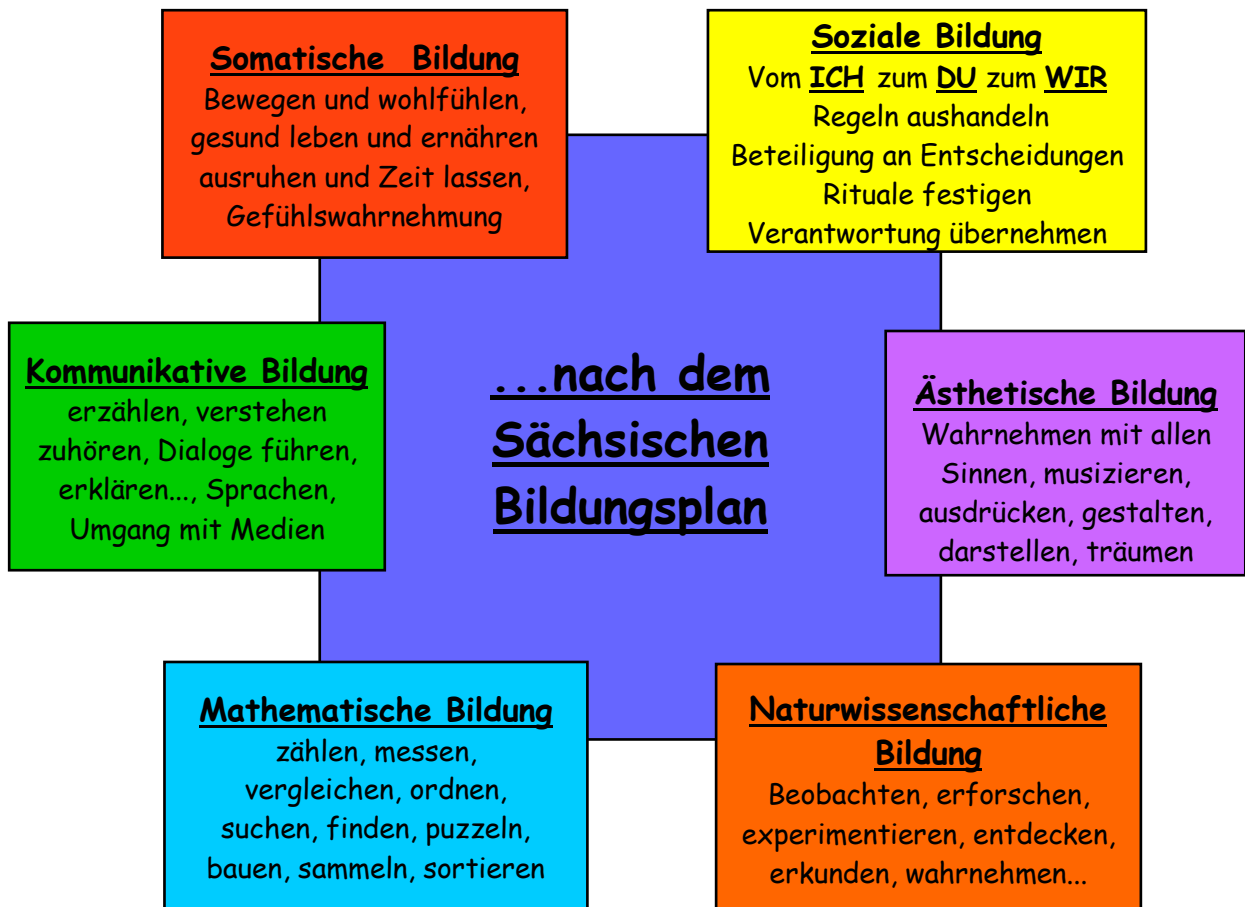 Somatische Bildung
Bewegen und wohlfühlen,
gesund leben und ernähren
ausruhen und Zeit lassen,
Gefühlswahrnehmung
Soziale Bildung
Vom ICH zum DU zum WIR
Regeln aushandeln
Beteiligung an Entscheidungen
Rituale festigen
Verantwortung übernehmen
Kommunikative Bildung
erzählen, verstehen
zuhören, Dialoge führen,
erklären..., Sprachen,
Umgang mit Medien
...nach dem
Sächsischen
Bildungsplan
Ästhetische Bildung
Wahrnehmen mit allen
Sinnen, musizieren,
ausdrücken, gestalten,
darstellen, träumen
Mathematische Bildung
zählen, messen,
vergleichen, ordnen,
suchen, finden, puzzeln,
bauen, sammeln, sortieren
Naturwissenschaftliche
Bildung
Beobachten, erforschen,
experimentieren, entdecken,
erkunden, wahrnehmen...